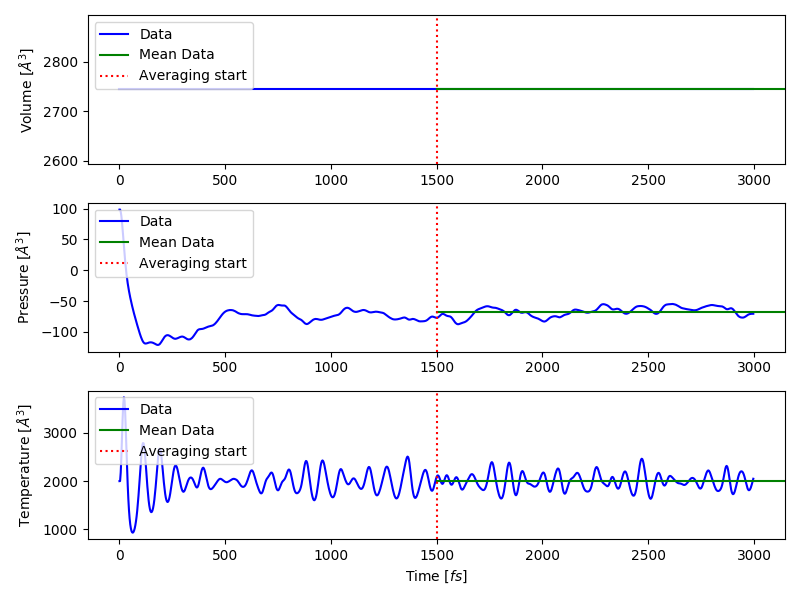 Volume [Å³]
2800
2700
2600
Data
Mean Data
Averaging start
0 500 1000 1500 2000 2500 3000
Pressure [Å³]
100
50
0
−50
−100
Data
Mean Data
Averaging start
0 500 1000 1500 2000 2500 3000
Temperature [Å³]
3000
2000
1000
Data
Mean Data
Averaging start
0 500 1000 1500 2000 2500 3000
Time [fs]